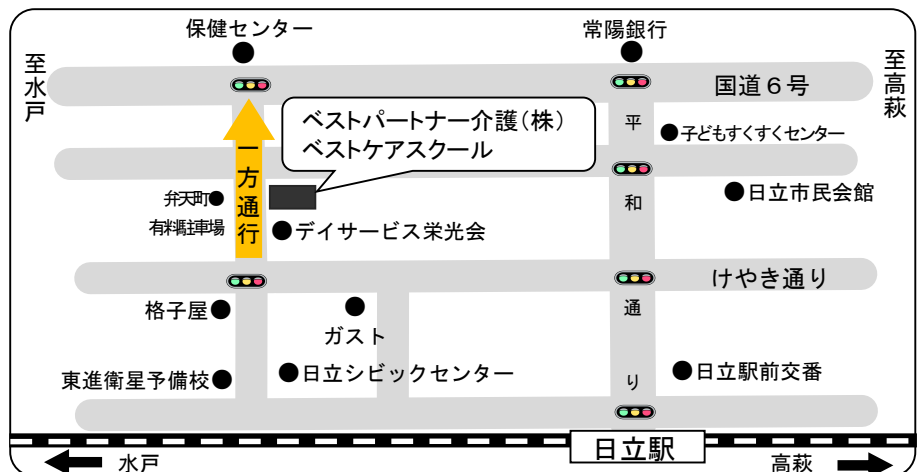 保健センター
常陽銀行
至水戸
至高萩
国道６号
ベストパートナー介護（株）
ベストケアスクール
平和通り
子どもすくすくセンター
一方通行
弁天町
有料駐車場
日立市民会館
デイサービス栄光会
けやき通り
格子屋
ガスト
東進衛星予備校
日立シビックセンター
日立駅前交番
日立駅
水戸
高萩